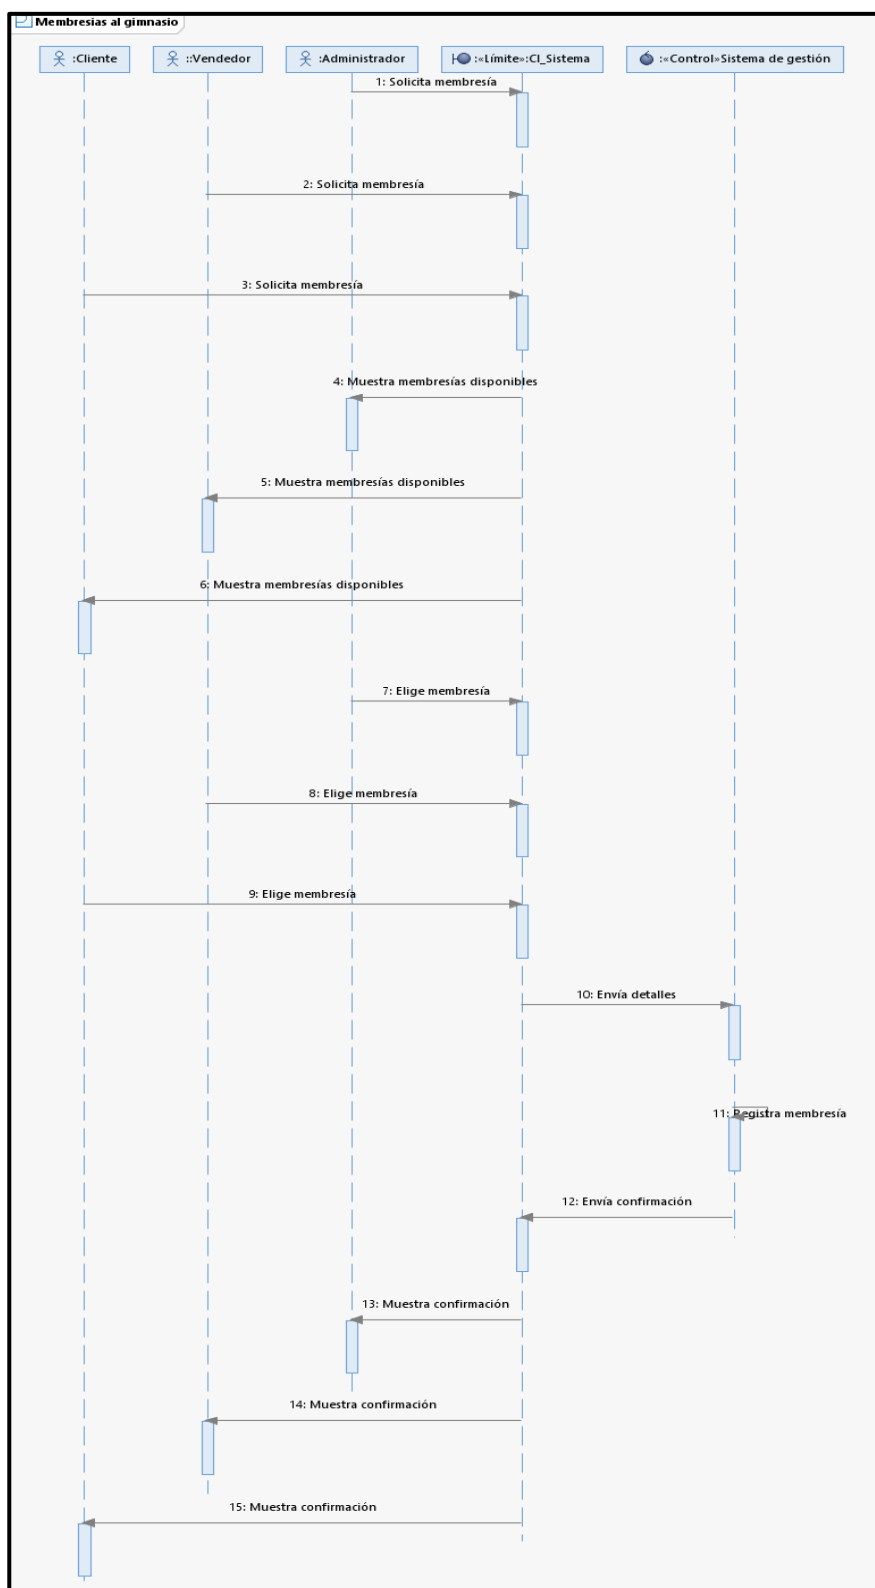 Membresias al gimnasio
:Cliente
::Vendedor
:Administrador
:«Límite»:CI_Sistema
:«Control»Sistema de gestión
1: Solicita membresía
2: Solicita membresía
3: Solicita membresía
4: Muestra membresías disponibles
5: Muestra membresías disponibles
6: Muestra membresías disponibles
7: Elige membresía
8: Elige membresía
9: Elige membresía
10: Envía detalles
11: Registra membresía
12: Envía confirmación
13: Muestra confirmación
14: Muestra confirmación
15: Muestra confirmación